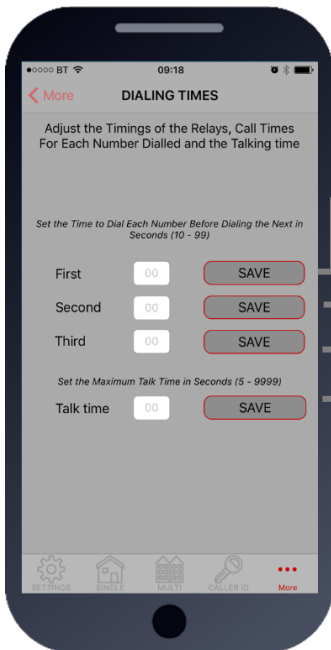 BT 09:18
More DIALING TIMES
Adjust the Timings of the Relays, Call Times
For Each Number Dialled and the Talking time
Set the Time to Dial Each Number Before Dialing the Next in
Seconds (10 - 99)
First 00 SAVE
Second 00 SAVE
Third 00 SAVE
Set the Maximum Talk Time in Seconds (5 - 9999)
Talk time 00 SAVE
SETTINGS SINGLE MULTI CALLER ID More